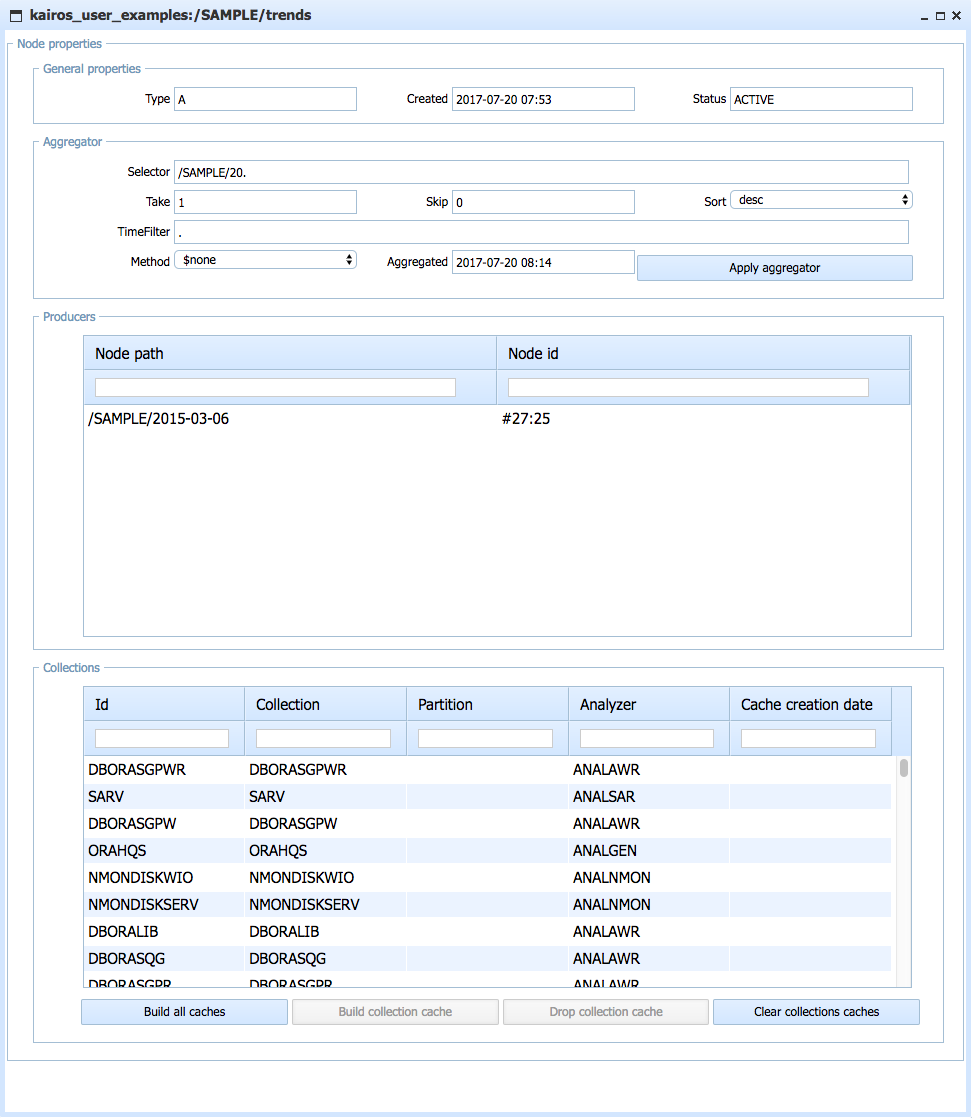 kairos_user_examples:/SAMPLE/trends
Node properties
General properties
Type A Created 2017-07-20 07:53 Status ACTIVE
Aggregator
Selector /SAMPLE/20.
Take 1 Skip 0 Sort desc
TimeFilter .
Method $none Aggregated 2017-07-20 08:14 Apply aggregator
Producers
Node path Node id
/SAMPLE/2015-03-06 #27:25
Collections
Id Collection Partition Analyzer Cache creation date
DBORASGPWR DBORASGPWR ANALAWR
SARV SARV ANALSAR
DBORASGPW DBORASGPW ANALAWR
ORAHQS ORAHQS ANALGEN
NMONDISKWIO NMONDISKWIO ANALNMON
NMONDISKSERV NMONDISKSERV ANALNMON
DBORALIB DBORALIB ANALAWR
DBORASQG DBORASQG ANALAWR
DBORASGPR DBORASGPR ANALAWR
Build all caches Build collection cache Drop collection cache Clear collections caches